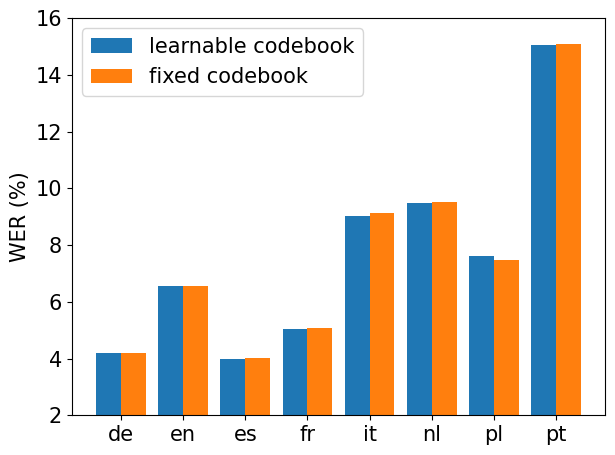 learnable codebook
fixed codebook
WER (%)
16
14
12
10
8
6
4
2
de en es fr it nl pl pt